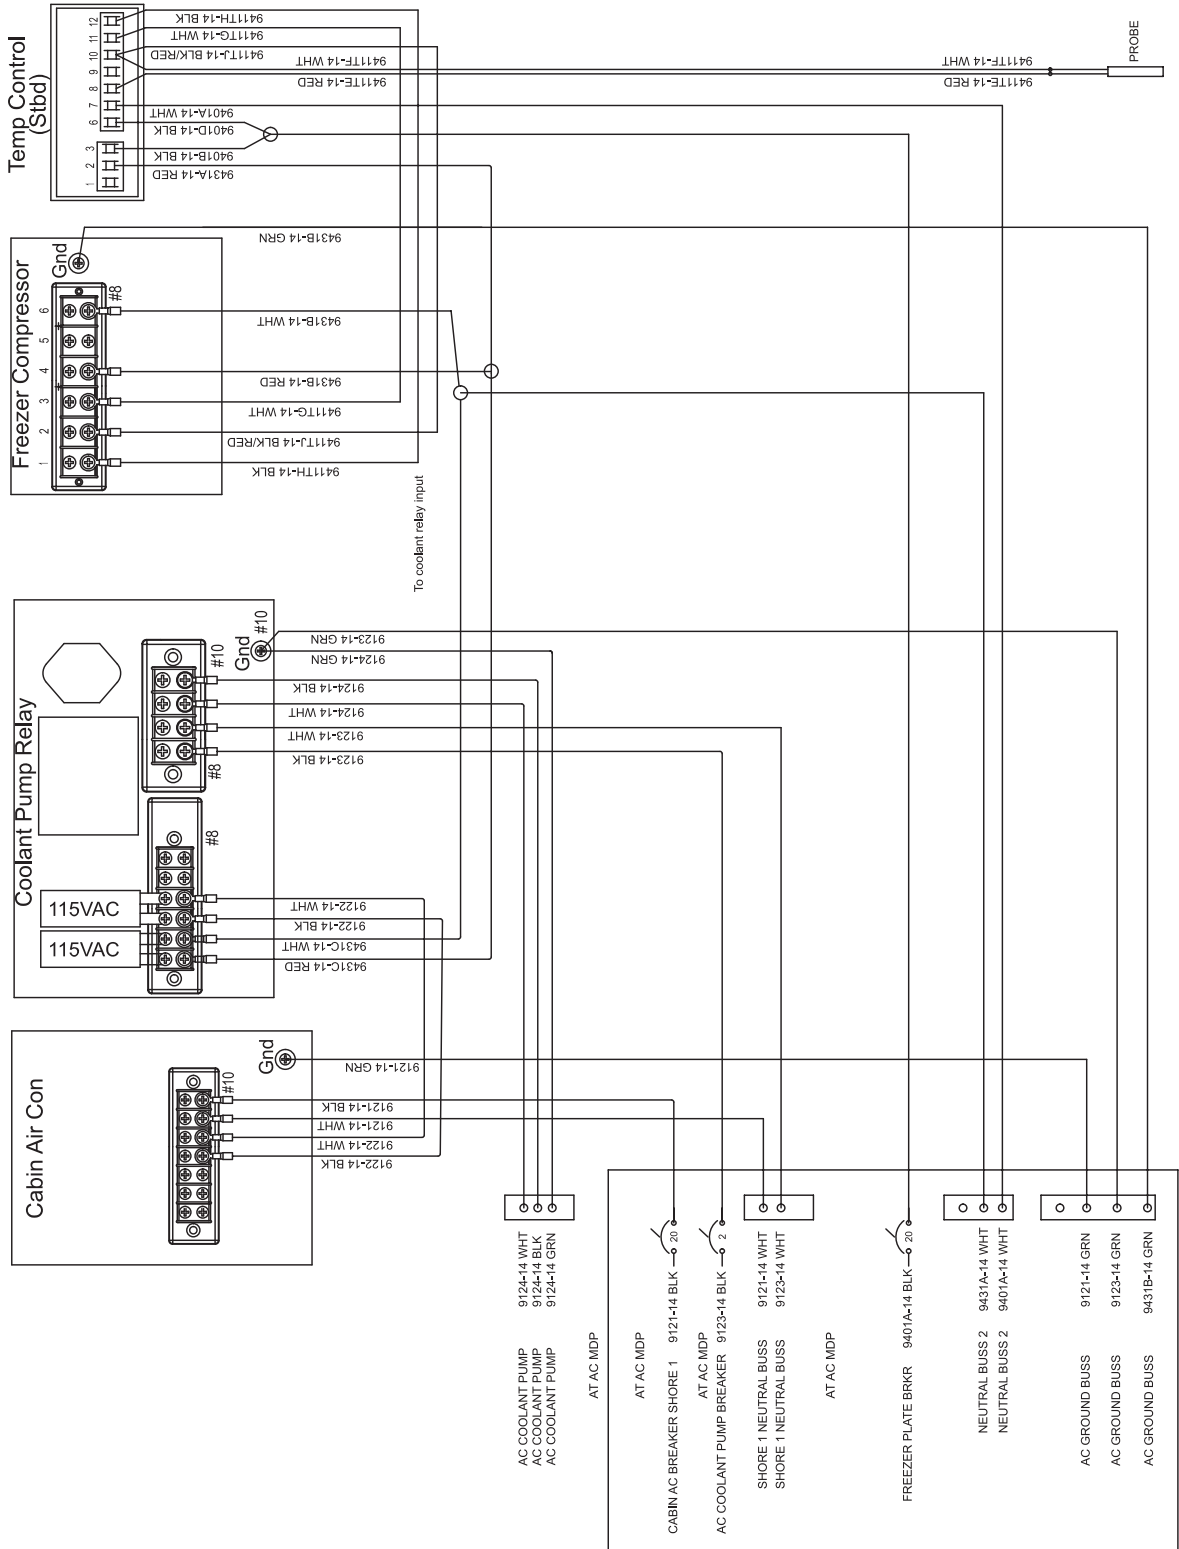 Temp Control
(Stbd)
12
11
10
9
8
7
6
3
2
1
9411TH-14 BLK
9411TG-14 WHT
9411TJ-14 BLK/RED
9411TF-14 WHT
9411TE-14 RED
9401A-14 WHT
9401D-14 BLK
9401B-14 BLK
9431A-14 RED
9411TF-14 WHT
9411TE-14 RED
PROBE
Freezer Compressor
Gnd
#8
6
5
4
3
2
1
9431B-14 GRN
9431B-14 WHT
9431B-14 RED
9411TG-14 WHT
9411TJ-14 BLK/RED
9411TH-14 BLK
To coolant relay input
Coolant Pump Relay
Gnd
#10
#10
#8
#8
115VAC
115VAC
9123-14 GRN
9124-14 GRN
9124-14 BLK
9124-14 WHT
9123-14 WHT
9123-14 BLK
9122-14 WHT
9122-14 BLK
9431C-14 WHT
9431C-14 RED
Cabin Air Con
Gnd
#10
9121-14 GRN
9121-14 BLK
9121-14 WHT
9122-14 WHT
9122-14 BLK
AC COOLANT PUMP 9124-14 WHT
AC COOLANT PUMP 9124-14 BLK
AC COOLANT PUMP 9124-14 GRN
AT AC MDP
AT AC MDP
CABIN AC BREAKER SHORE 1 9121-14 BLK 20
AT AC MDP
AC COOLANT PUMP BREAKER 9123-14 BLK 2
SHORE 1 NEUTRAL BUSS 9121-14 WHT
SHORE 1 NEUTRAL BUSS 9123-14 WHT
AT AC MDP
FREEZER PLATE BRKR 9401A-14 BLK 20
NEUTRAL BUSS 2 9431A-14 WHT
NEUTRAL BUSS 2 9401A-14 WHT
AC GROUND BUSS 9121-14 GRN
AC GROUND BUSS 9123-14 GRN
AC GROUND BUSS 9431B-14 GRN